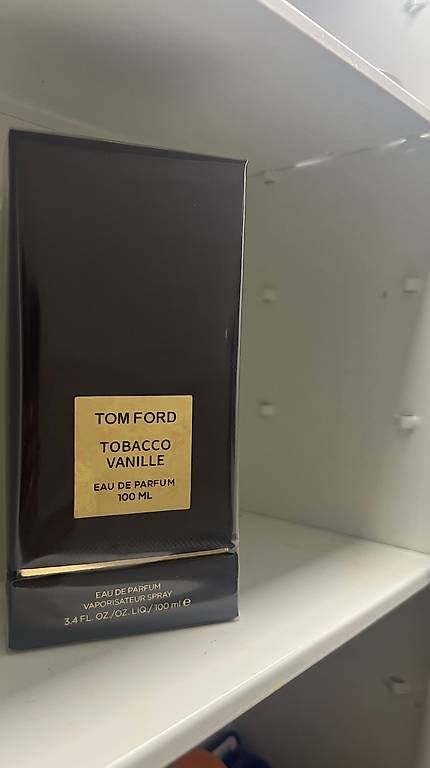 TOM FORD
TOBACCO
VANILLE
EAU DE PARFUM
100 ML
EAU DE PARFUM
VAPORISATEUR SPRAY
3.4 FL. OZ./OZ. LIQ./ 100 ml ℮